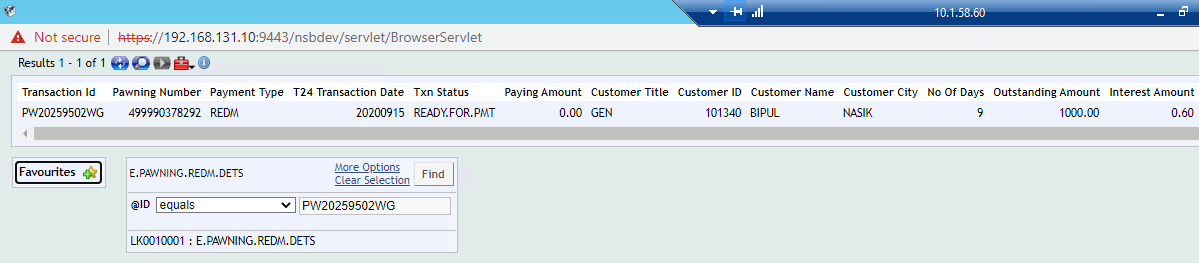 10.1.58.60
Not secure https://192.168.131.10:9443/nsbdev/servlet/BrowserServlet
Results 1 - 1 of 1
Transaction Id Pawning Number Payment Type T24 Transaction Date Txn Status Paying Amount Customer Title Customer ID Customer Name Customer City No Of Days Outstanding Amount Interest Amount
PW20259502WG 499990378292 REDM 20200915 READY.FOR.PMT 0.00 GEN 101340 BIPUL NASIK 9 1000.00 0.60
Favourites
E.PAWNING.REDM.DETS More Options Find
Clear Selection
@ID equals PW20259502WG
LK0010001 : E.PAWNING.REDM.DETS